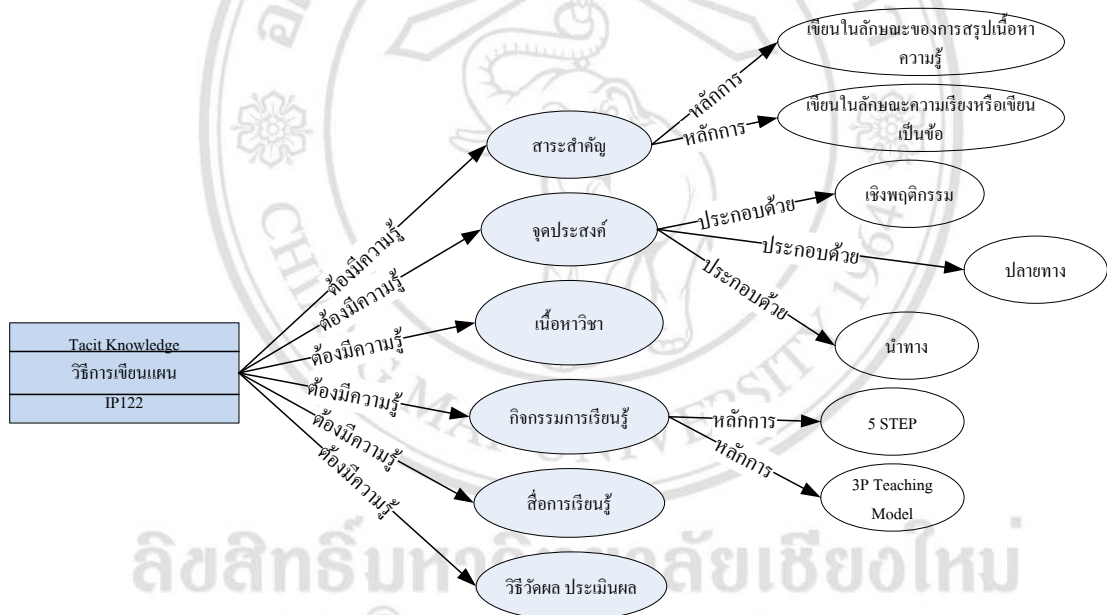 เขียนในลักษณะของการสรุปเนื้อหา
ความรู้
หลักการ
เขียนในลักษณะความเรียงหรือเขียน
เป็นข้อ
หลักการ
สาระสำคัญ
ต้องมีความรู้
เชิงพฤติกรรม
ประกอบด้วย
จุดประสงค์
ต้องมีความรู้
ประกอบด้วย
ปลายทาง
ประกอบด้วย
นำทาง
เนื้อหาวิชา
ต้องมีความรู้
Tacit Knowledge
วิธีการเขียนแผน
IP122
ต้องมีความรู้
กิจกรรมการเรียนรู้
หลักการ
5 STEP
หลักการ
3P Teaching
Model
ต้องมีความรู้
สื่อการเรียนรู้
ต้องมีความรู้
วิธีวัดผล ประเมินผล
CHIANG MAI UNIVERSITY 1964
ลิขสิทธิ์มหาวิทยาลัยเชียงใหม่